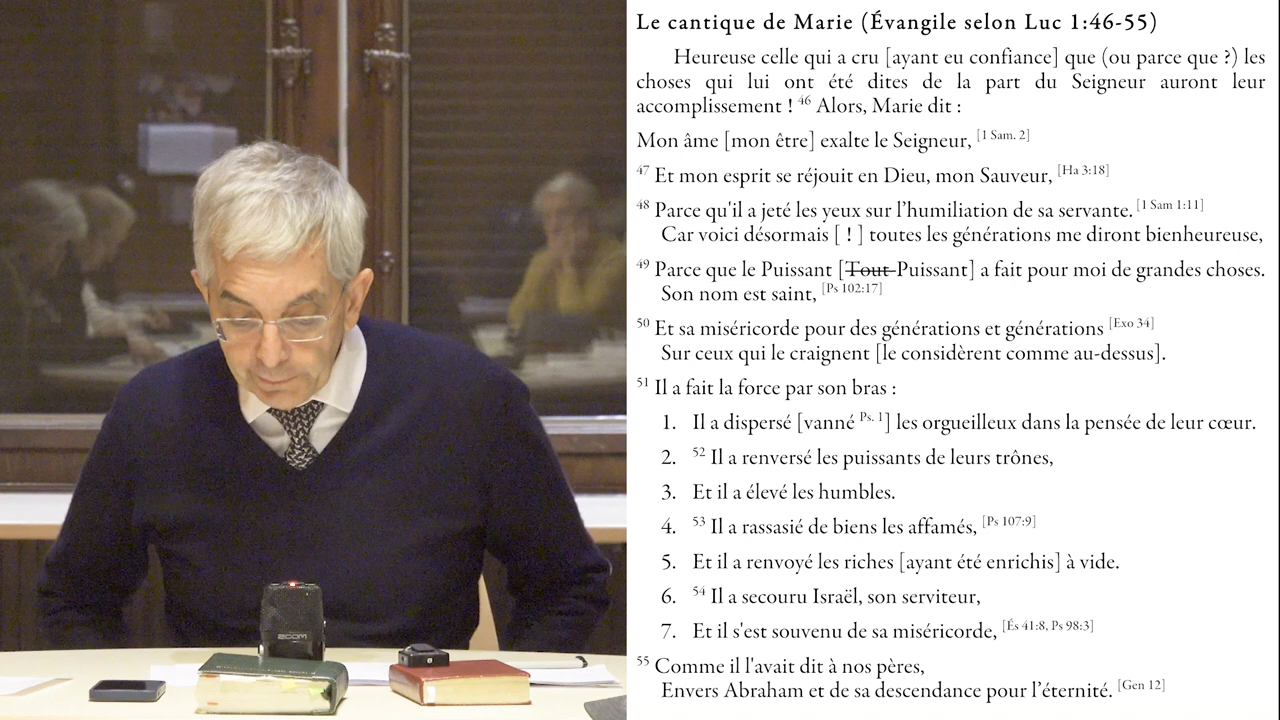 Le cantique de Marie (Évangile selon Luc 1:46-55)
Heureuse celle qui a cru [ayant eu confiance] que (ou parce que ?) les
choses qui lui ont été dites de la part du Seigneur auront leur
accomplissement ! 46 Alors, Marie dit :
Mon âme [mon être] exalte le Seigneur, [1 Sam. 2]
47 Et mon esprit se réjouit en Dieu, mon Sauveur, [Ha 3:18]
48 Parce qu'il a jeté les yeux sur l’humiliation de sa servante. [1 Sam 1:11]
Car voici désormais [ ! ] toutes les générations me diront bienheureuse,
49 Parce que le Puissant [Tout-Puissant] a fait pour moi de grandes choses.
Son nom est saint, [Ps 102:17]
50 Et sa miséricorde pour des générations et générations [Exo 34]
Sur ceux qui le craignent [le considèrent comme au-dessus].
51 Il a fait la force par son bras :
1. Il a dispersé [vanné Ps. 1] les orgueilleux dans la pensée de leur cœur.
2. 52 Il a renversé les puissants de leurs trônes,
3. Et il a élevé les humbles.
4. 53 Il a rassasié de biens les affamés, [Ps 107:9]
5. Et il a renvoyé les riches [ayant été enrichis] à vide.
6. 54 Il a secouru Israël, son serviteur,
7. Et il s'est souvenu de sa miséricorde, [És 41:8, Ps 98:3]
55 Comme il l'avait dit à nos pères,
Envers Abraham et de sa descendance pour l’éternité. [Gen 12]
zoom